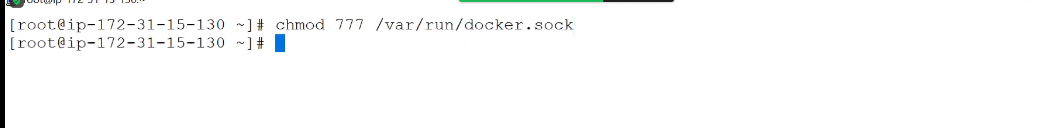 [root@ip-172-31-15-130 ~]# chmod 777 /var/run/docker.sock
[root@ip-172-31-15-130 ~]#